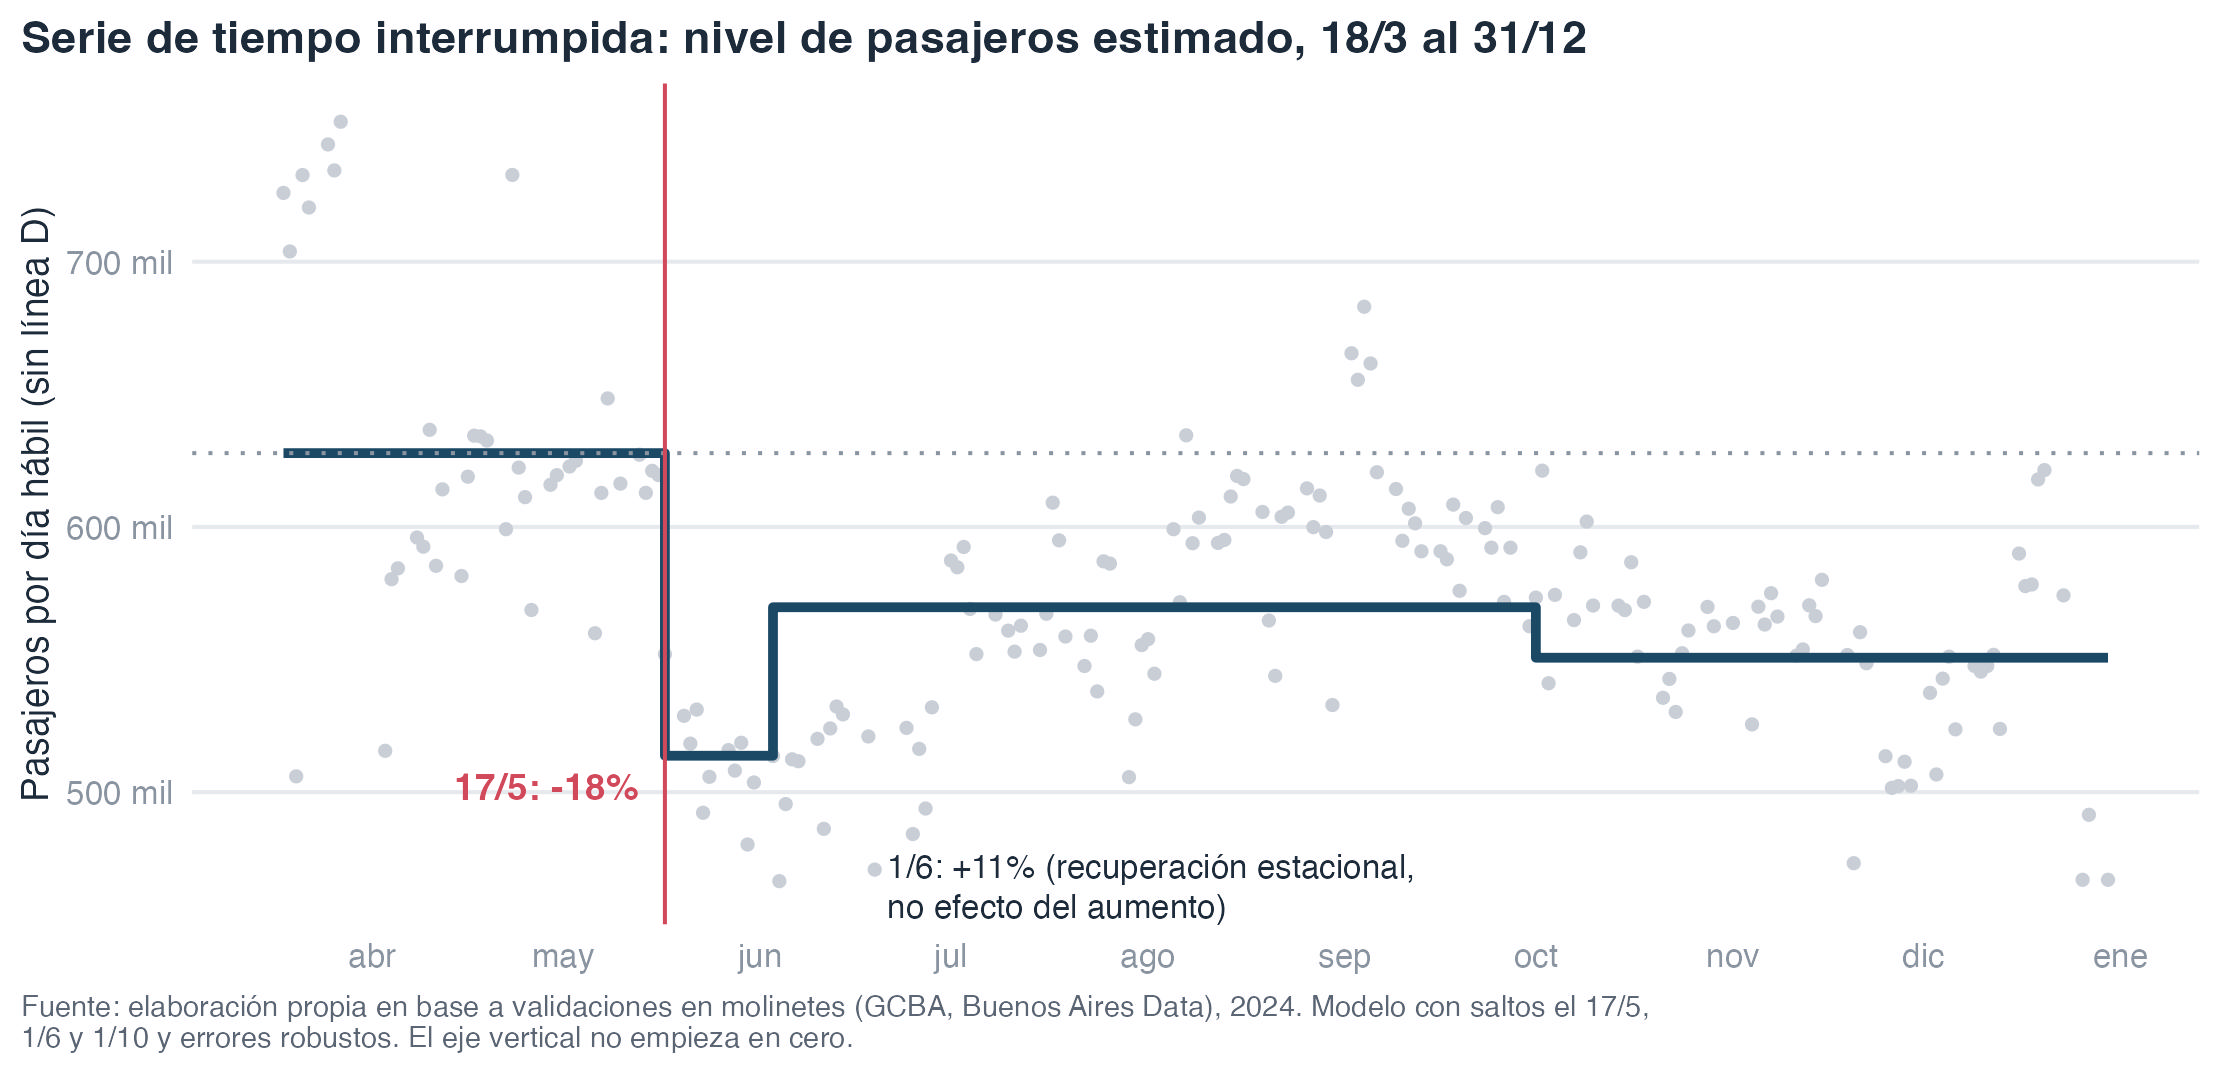 Serie de tiempo interrumpida: nivel de pasajeros estimado, 18/3 al 31/12
Pasajeros por día hábil (sin línea D)
700 mil
600 mil
500 mil
17/5: -18%
1/6: +11% (recuperación estacional,
no efecto del aumento)
abr
may
jun
jul
ago
sep
oct
nov
dic
ene
Fuente: elaboración propia en base a validaciones en molinetes (GCBA, Buenos Aires Data), 2024. Modelo con saltos el 17/5,
1/6 y 1/10 y errores robustos. El eje vertical no empieza en cero.